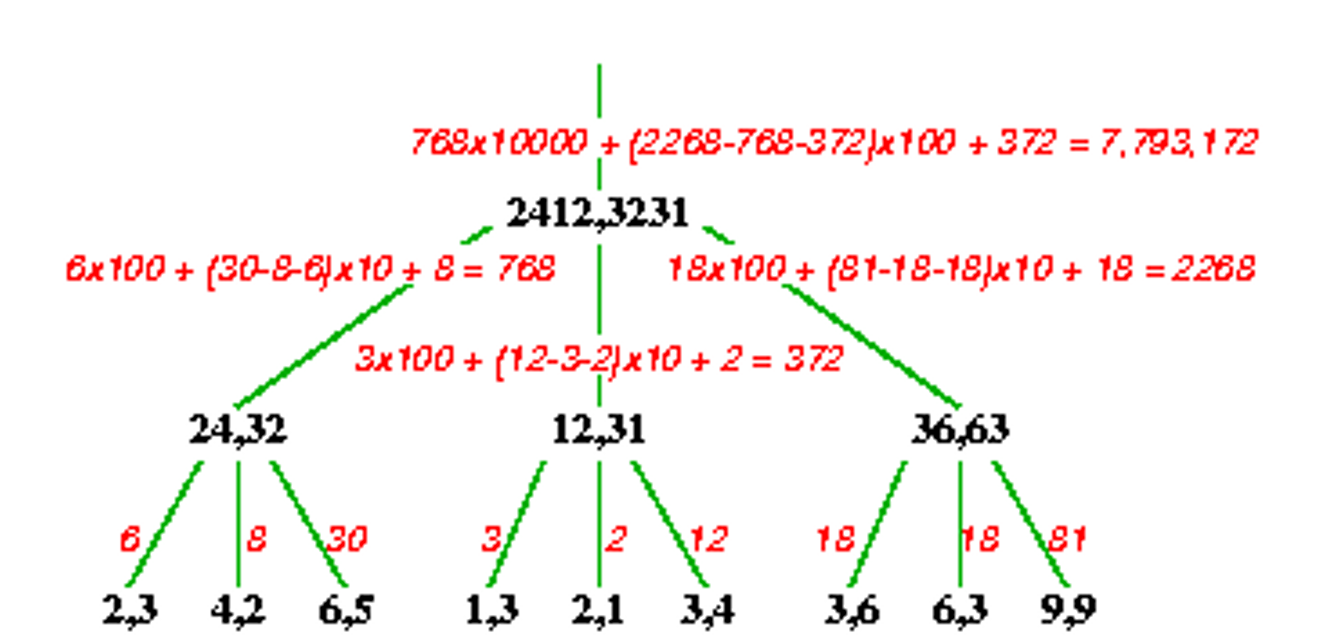 768x10000 + (2268-768-372)x100 + 372 = 7,793,172
2412,3231
6x100 + (30-8-6)x10 + 8 = 768 18x100 + (81-18-18)x10 + 18 = 2268
3x100 + (12-3-2)x10 + 2 = 372
24,32 12,31 36,63
6 8 30 3 2 12 18 18 81
2,3 4,2 6,5 1,3 2,1 3,4 3,6 6,3 9,9